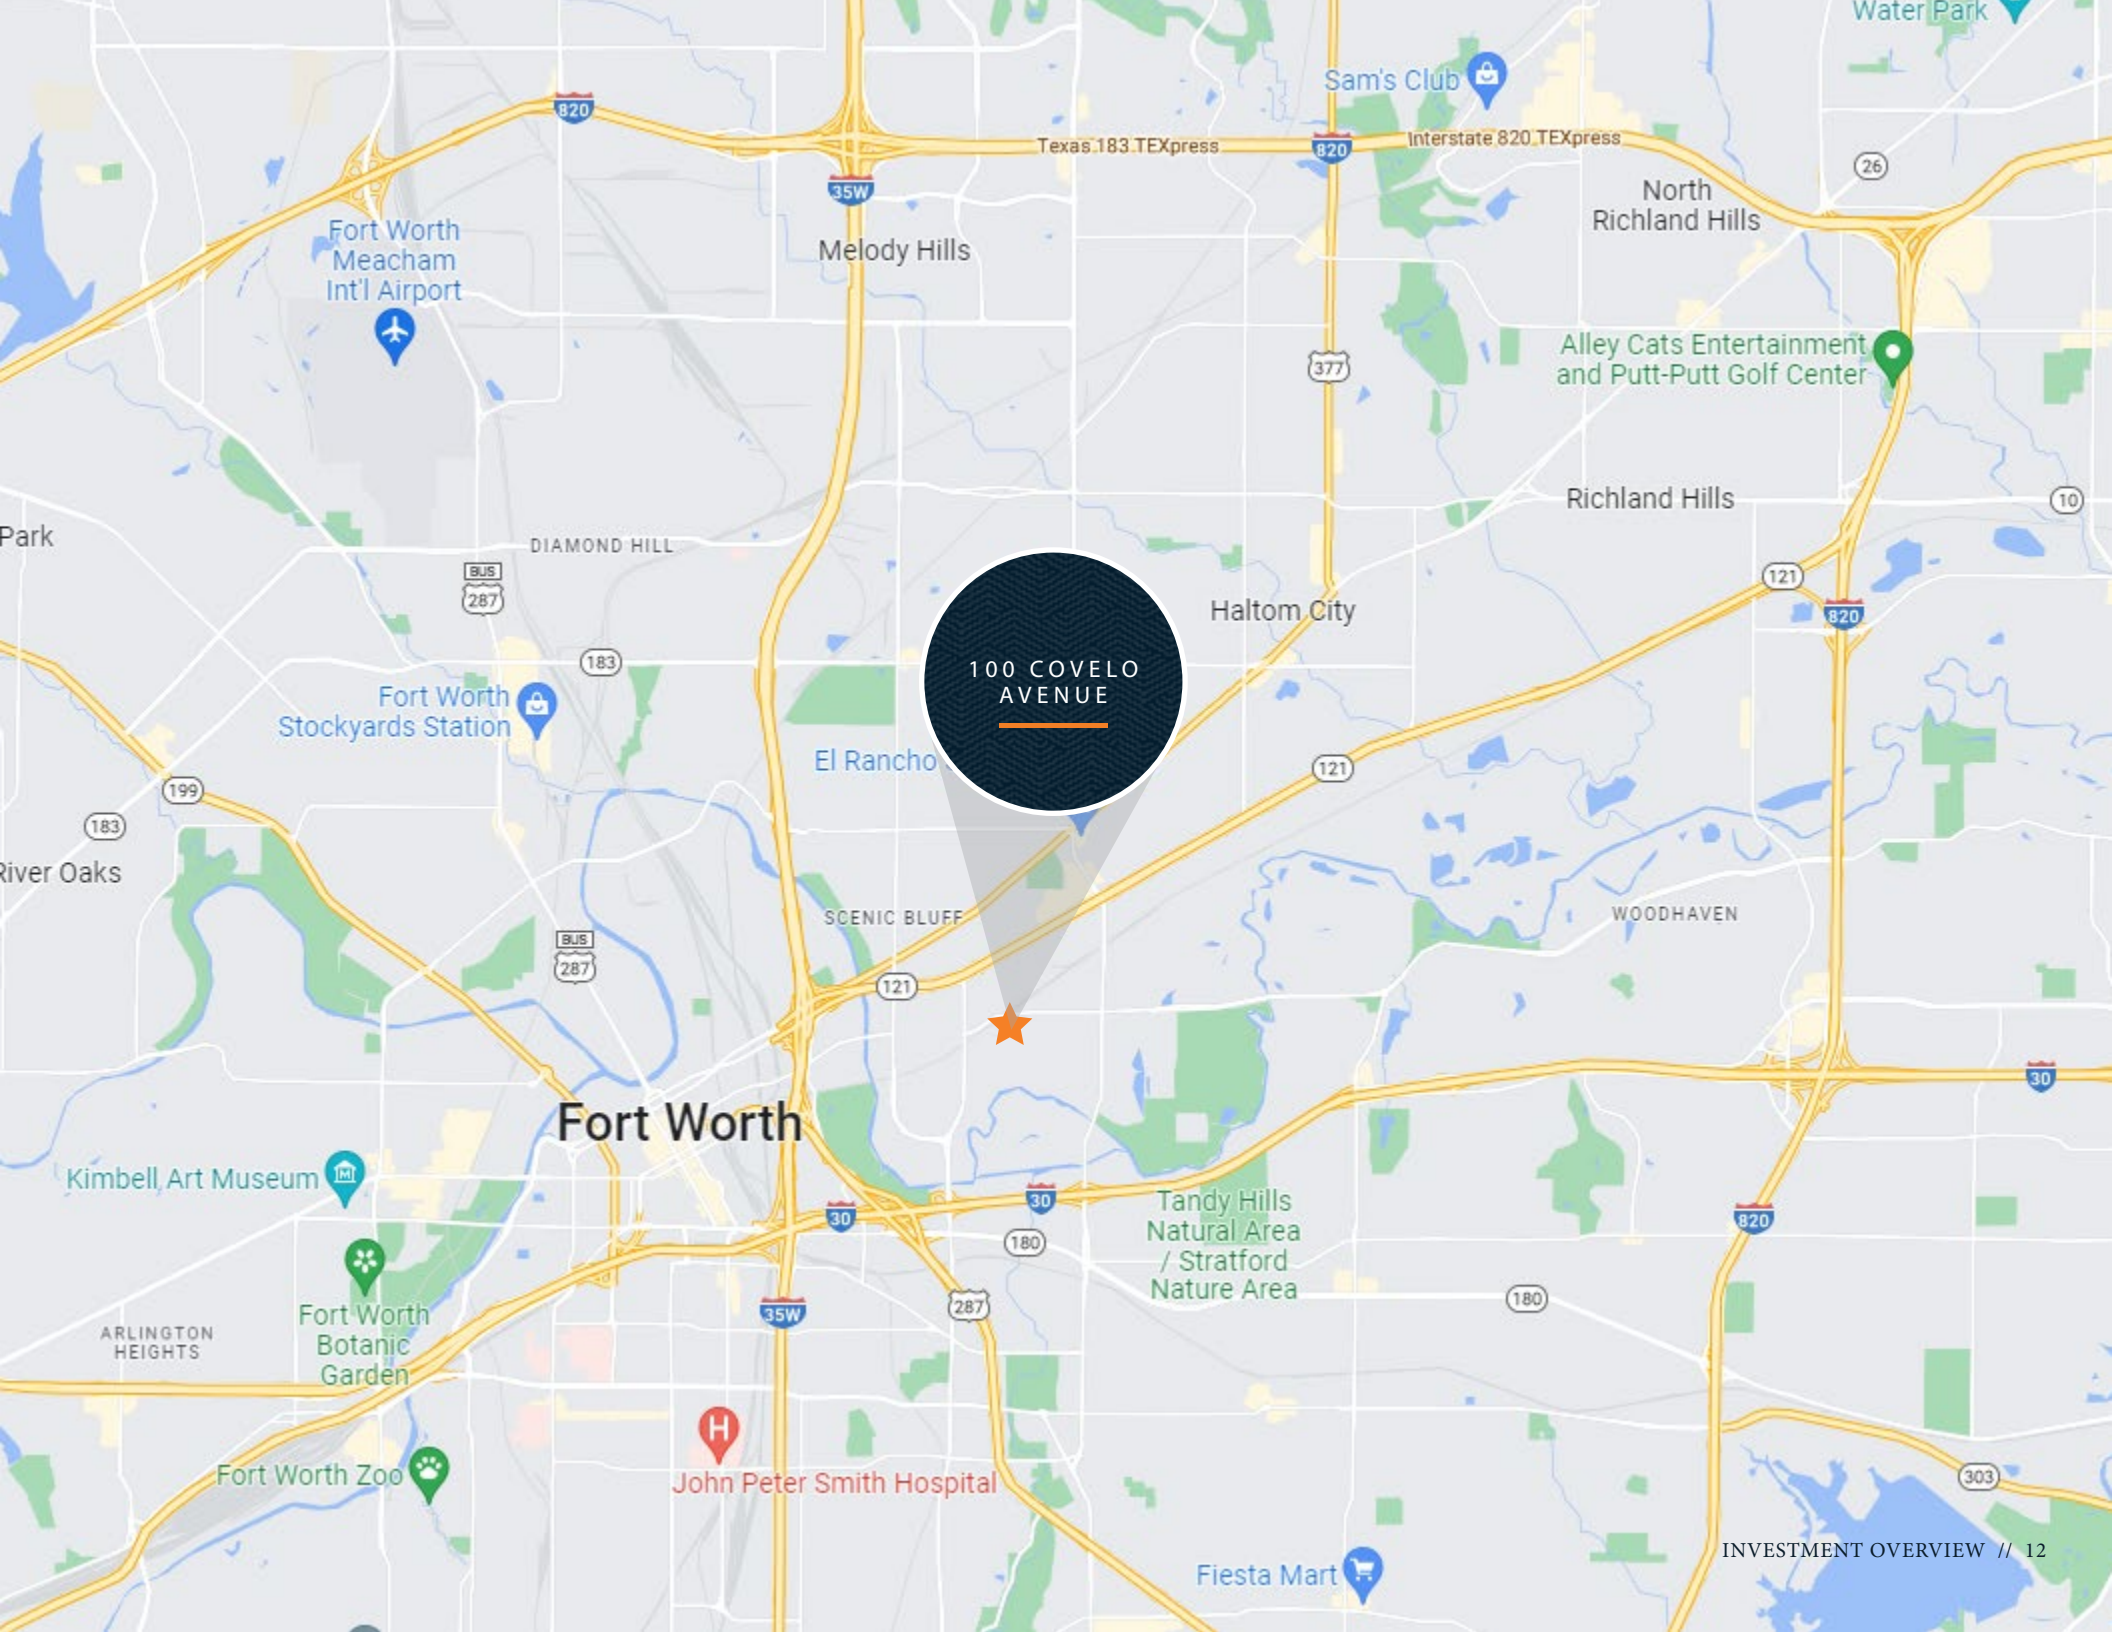 Water Park
Sam's Club
820
Texas 183 TEXpress
820
Interstate 820 TEXpress
26
35W
North
Richland Hills
Fort Worth
Meacham
Int'l Airport
Melody Hills
377
Alley Cats Entertainment
and Putt-Putt Golf Center
Richland Hills
10
Park
DIAMOND HILL
BUS
287
121
Haltom City
820
183
100 COVELO
AVENUE
Fort Worth
Stockyards Station
El Rancho
121
199
183
River Oaks
SCENIC BLUFF
WOODHAVEN
BUS
287
121
30
Fort Worth
Kimbell Art Museum
30
30
Tandy Hills
Natural Area
/ Stratford
Nature Area
820
180
287
180
35W
Fort Worth
Botanic
Garden
ARLINGTON
HEIGHTS
H
John Peter Smith Hospital
Fort Worth Zoo
303
INVESTMENT OVERVIEW // 12
Fiesta Mart